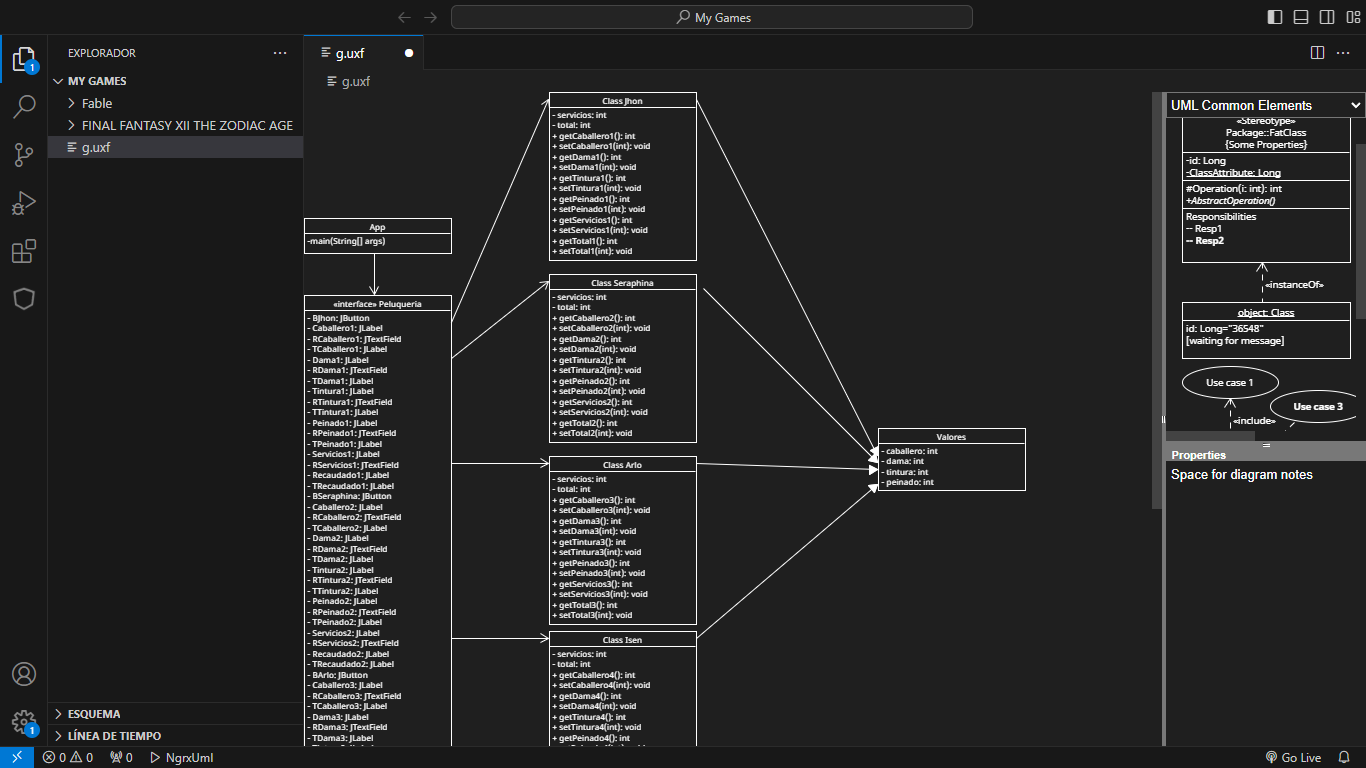 My Games
EXPLORADOR
MY GAMES
Fable
FINAL FANTASY XII THE ZODIAC AGE
g.uxf
ESQUEMA
LÍNEA DE TIEMPO
1
1
g.uxf
g.uxf
App
-main(String[] args)
«interface» Peluqueria
- BJhon: JButton
- Caballero1: JLabel
- RCaballero1: JTextField
- TCaballero1: JLabel
- Dama1: JLabel
- RDama1: JTextField
- TDama1: JLabel
- Tintura1: JLabel
- RTintura1: JTextField
- TTintura1: JLabel
- Peinado1: JLabel
- RPeinado1: JTextField
- TPeinado1: JLabel
- Servicios1: JLabel
- RServicios1: JTextField
- Recaudado1: JLabel
- TRecaudado1: JLabel
- BSeraphina: JButton
- Caballero2: JLabel
- RCaballero2: JTextField
- TCaballero2: JLabel
- Dama2: JLabel
- RDama2: JTextField
- TDama2: JLabel
- Tintura2: JLabel
- RTintura2: JTextField
- TTintura2: JLabel
- Peinado2: JLabel
- RPeinado2: JTextField
- TPeinado2: JLabel
- Servicios2: JLabel
- RServicios2: JTextField
- Recaudado2: JLabel
- TRecaudado2: JLabel
- BArlo: JButton
- Caballero3: JLabel
- RCaballero3: JTextField
- TCaballero3: JLabel
- Dama3: JLabel
- RDama3: JTextField
- TDama3: JLabel
Class Jhon
- servicios: int
- total: int
+ getCaballero1(): int
+ setCaballero1(int): void
+ getDama1(): int
+ setDama1(int): void
+ getTintura1(): int
+ setTintura1(int): void
+ getPeinado1(): int
+ setPeinado1(int): void
+ getServicios1(): int
+ setServicios1(int): void
+ getTotal1(): int
+ setTotal1(int): void
Class Seraphina
- servicios: int
- total: int
+ getCaballero2(): int
+ setCaballero2(int): void
+ getDama2(): int
+ setDama2(int): void
+ getTintura2(): int
+ setTintura2(int): void
+ getPeinado2(): int
+ setPeinado2(int): void
+ getServicios2(): int
+ setServicios2(int): void
+ getTotal2(): int
+ setTotal2(int): void
Class Arlo
- servicios: int
- total: int
+ getCaballero3(): int
+ setCaballero3(int): void
+ getDama3(): int
+ setDama3(int): void
+ getTintura3(): int
+ setTintura3(int): void
+ getPeinado3(): int
+ setPeinado3(int): void
+ getServicios3(): int
+ setServicios3(int): void
+ getTotal3(): int
+ setTotal3(int): void
Class Isen
- servicios: int
- total: int
+ getCaballero4(): int
+ setCaballero4(int): void
+ getDama4(): int
+ setDama4(int): void
+ getTintura4(): int
+ setTintura4(int): void
+ getPeinado4(): int
Valores
- caballero: int
- dama: int
- tintura: int
- peinado: int
UML Common Elements
«Stereotype»
Package::FatClass
{Some Properties}
-id: Long
-ClassAttribute: Long
#Operation(i: int): int
+AbstractOperation()
Responsibilities
-- Resp1
-- Resp2
«instanceOf»
object: Class
id: Long="36548"
[waiting for message]
Use case 1
Use case 3
«include»
Properties
Space for diagram notes
0 0 0 NgrxUml
Go Live